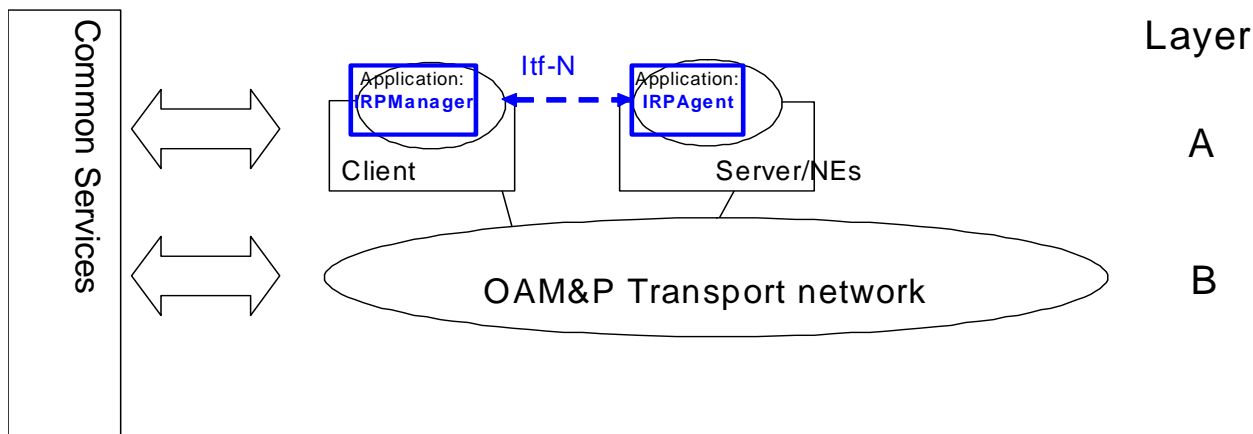 Common Services
Layer
Itf-N
Application:
IRPManager
Application:
IRPAgent
A
Client
Server/NEs
OAM&P Transport network
B